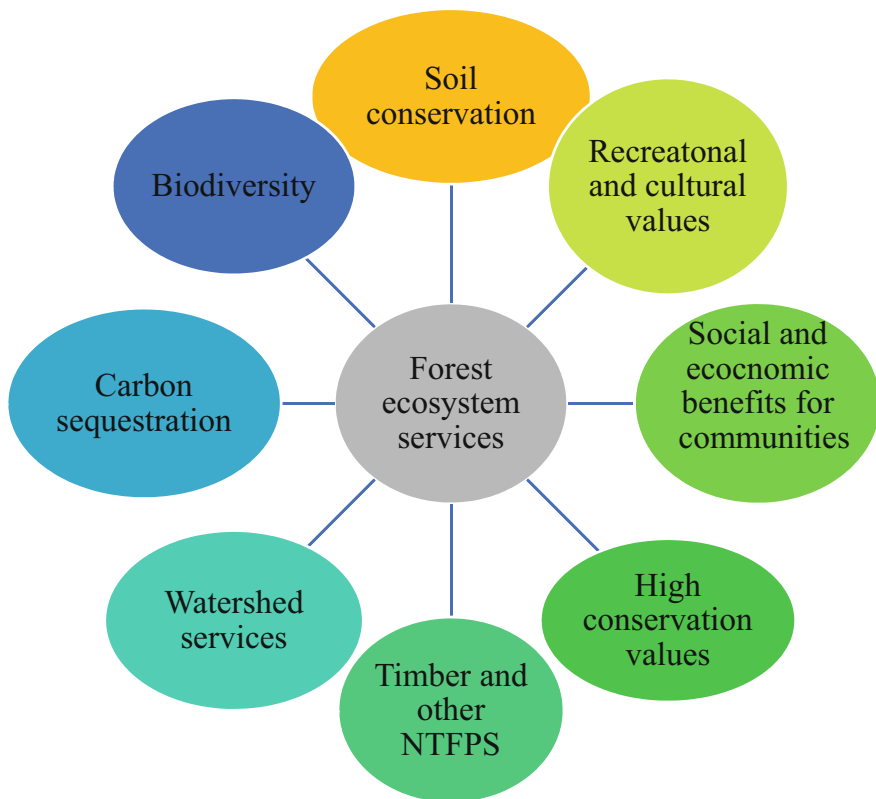 Soil
conservation
Recreatonal
and cultural
values
Social and
ecocnomic
benefits for
communities
High
conservation
values
Timber and
other
NTFPS
Watershed
services
Carbon
sequestration
Biodiversity
Forest
ecosystem
services